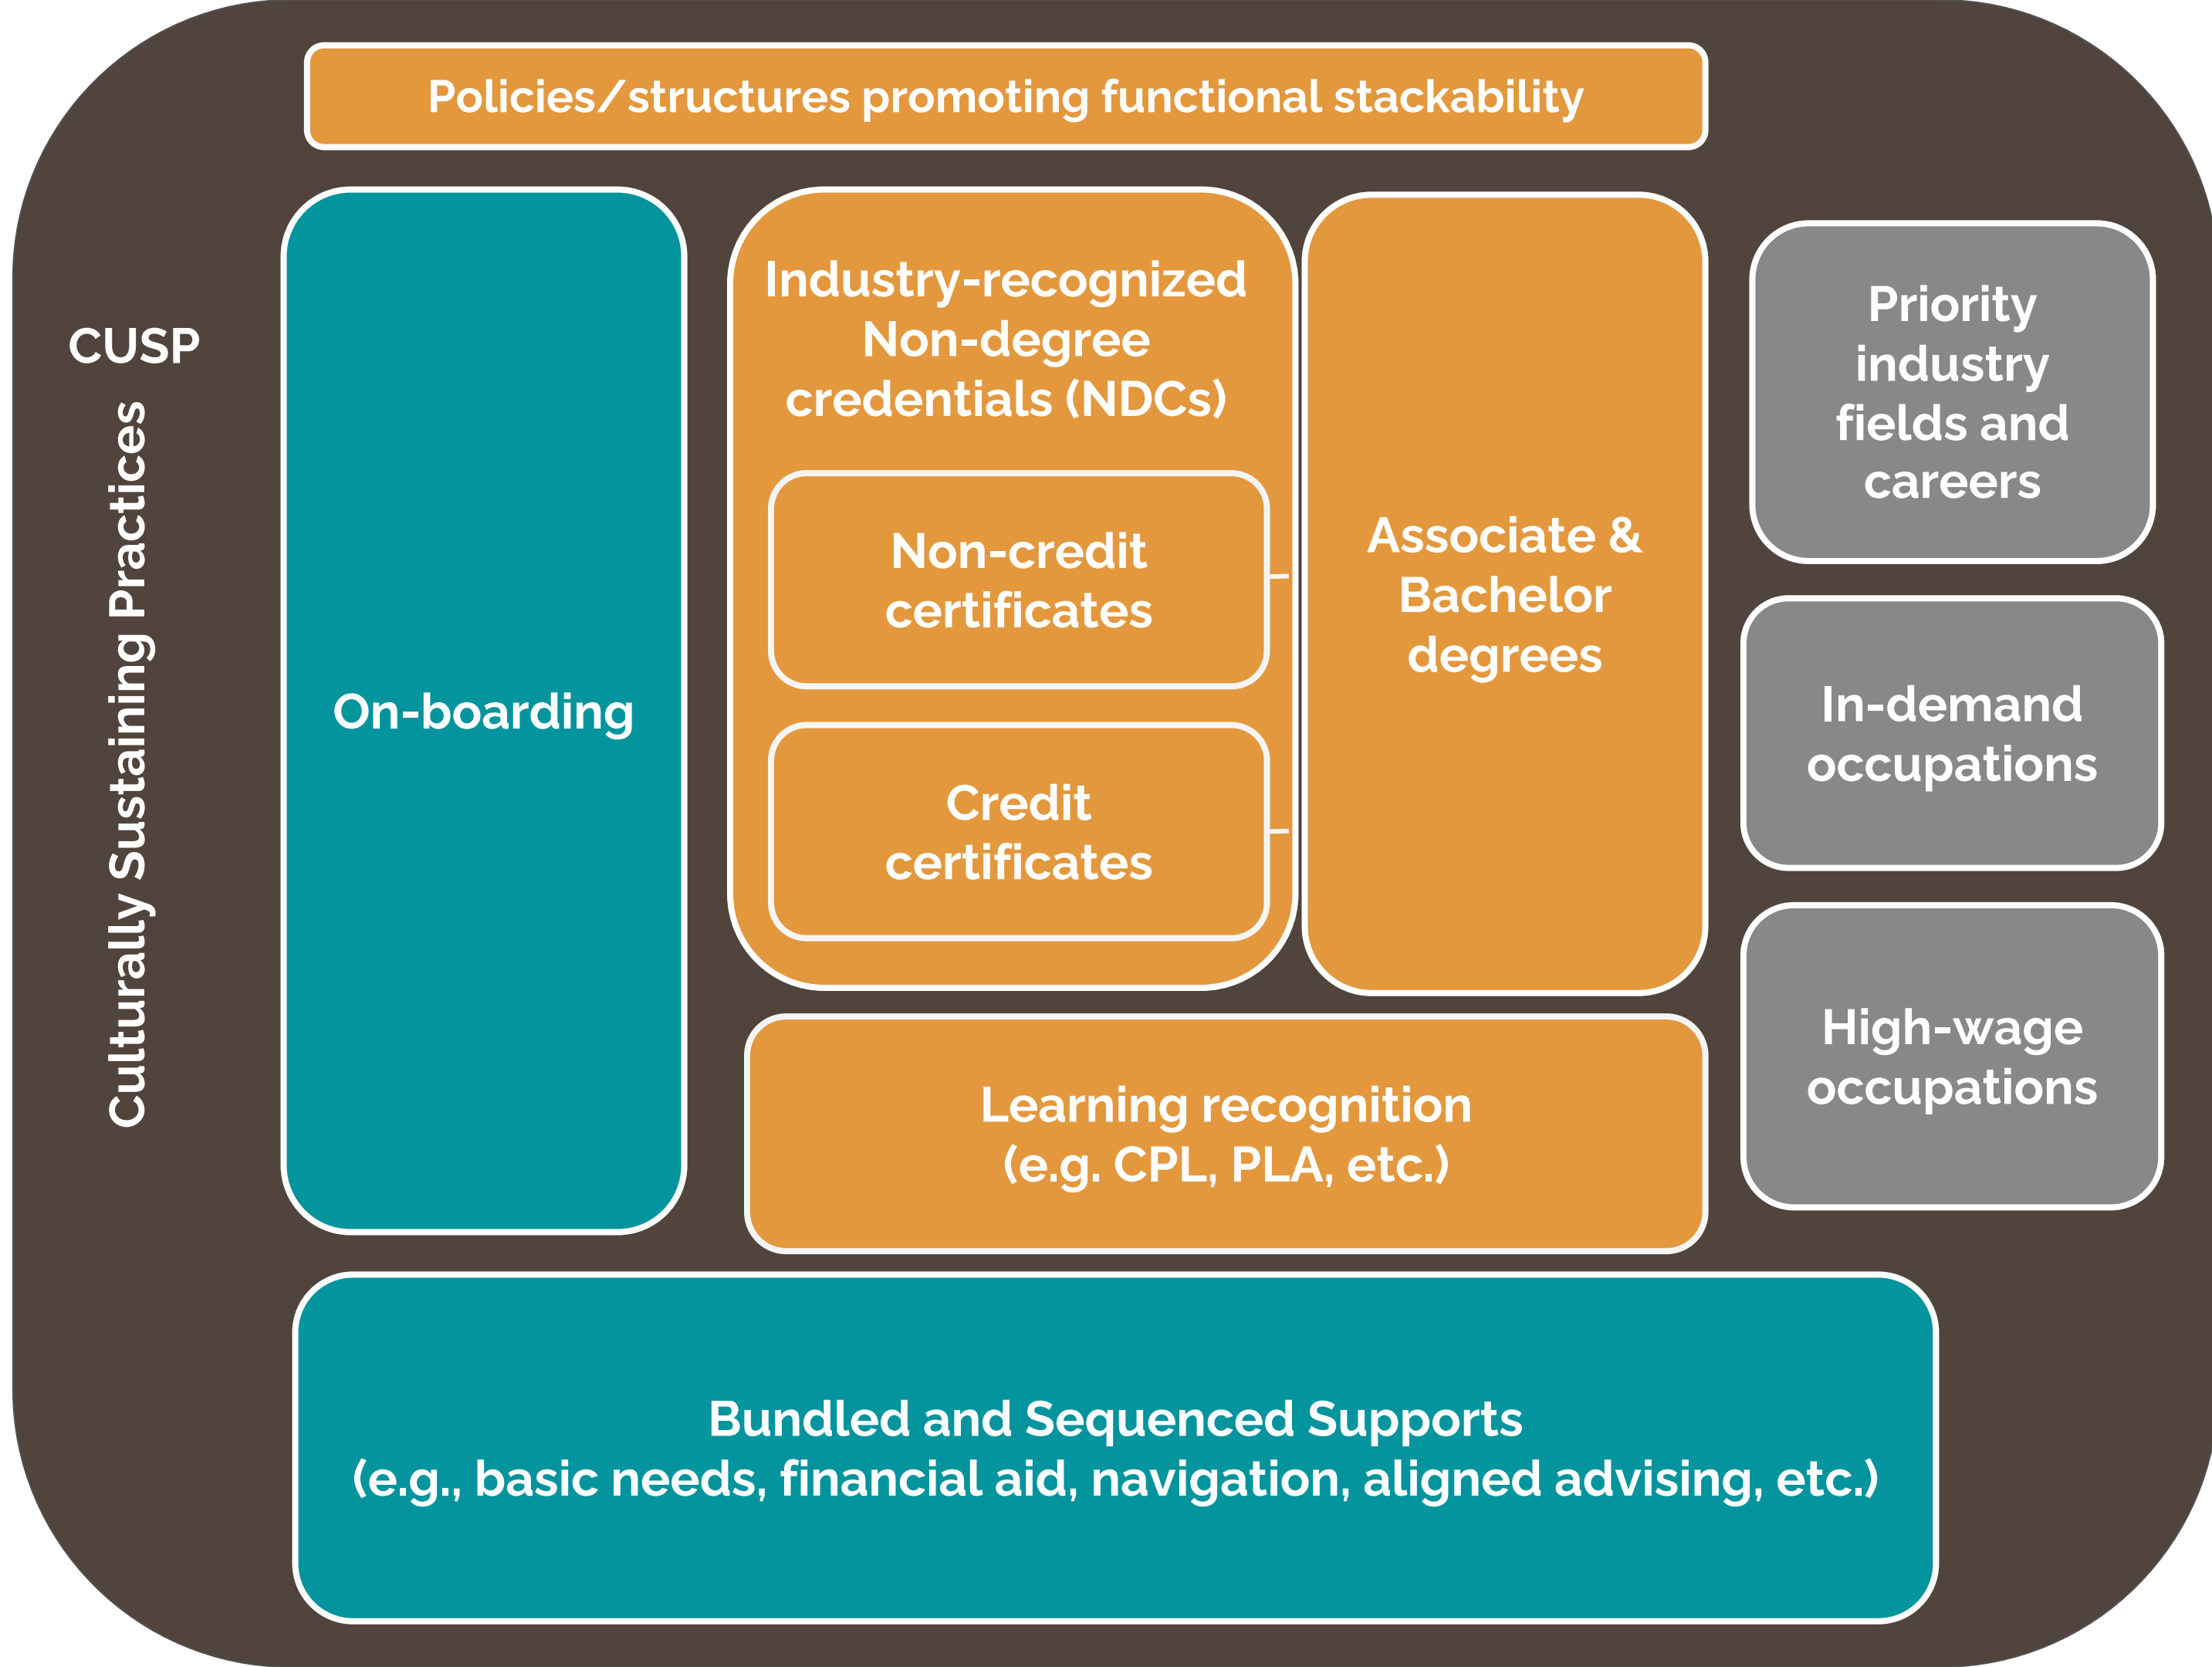 Policies/structures promoting functional stackability
CUSP
Culturally Sustaining Practices
On-boarding
Industry-recognized
Non-degree
credentials (NDCs)
Non-credit
certificates
Credit
certificates
Associate &
Bachelor
degrees
Priority
industry
fields and
careers
In-demand
occupations
High-wage
occupations
Learning recognition
(e.g. CPL, PLA, etc.)
Bundled and Sequenced Supports
(e.g., basic needs, financial aid, navigation, aligned advising, etc.)